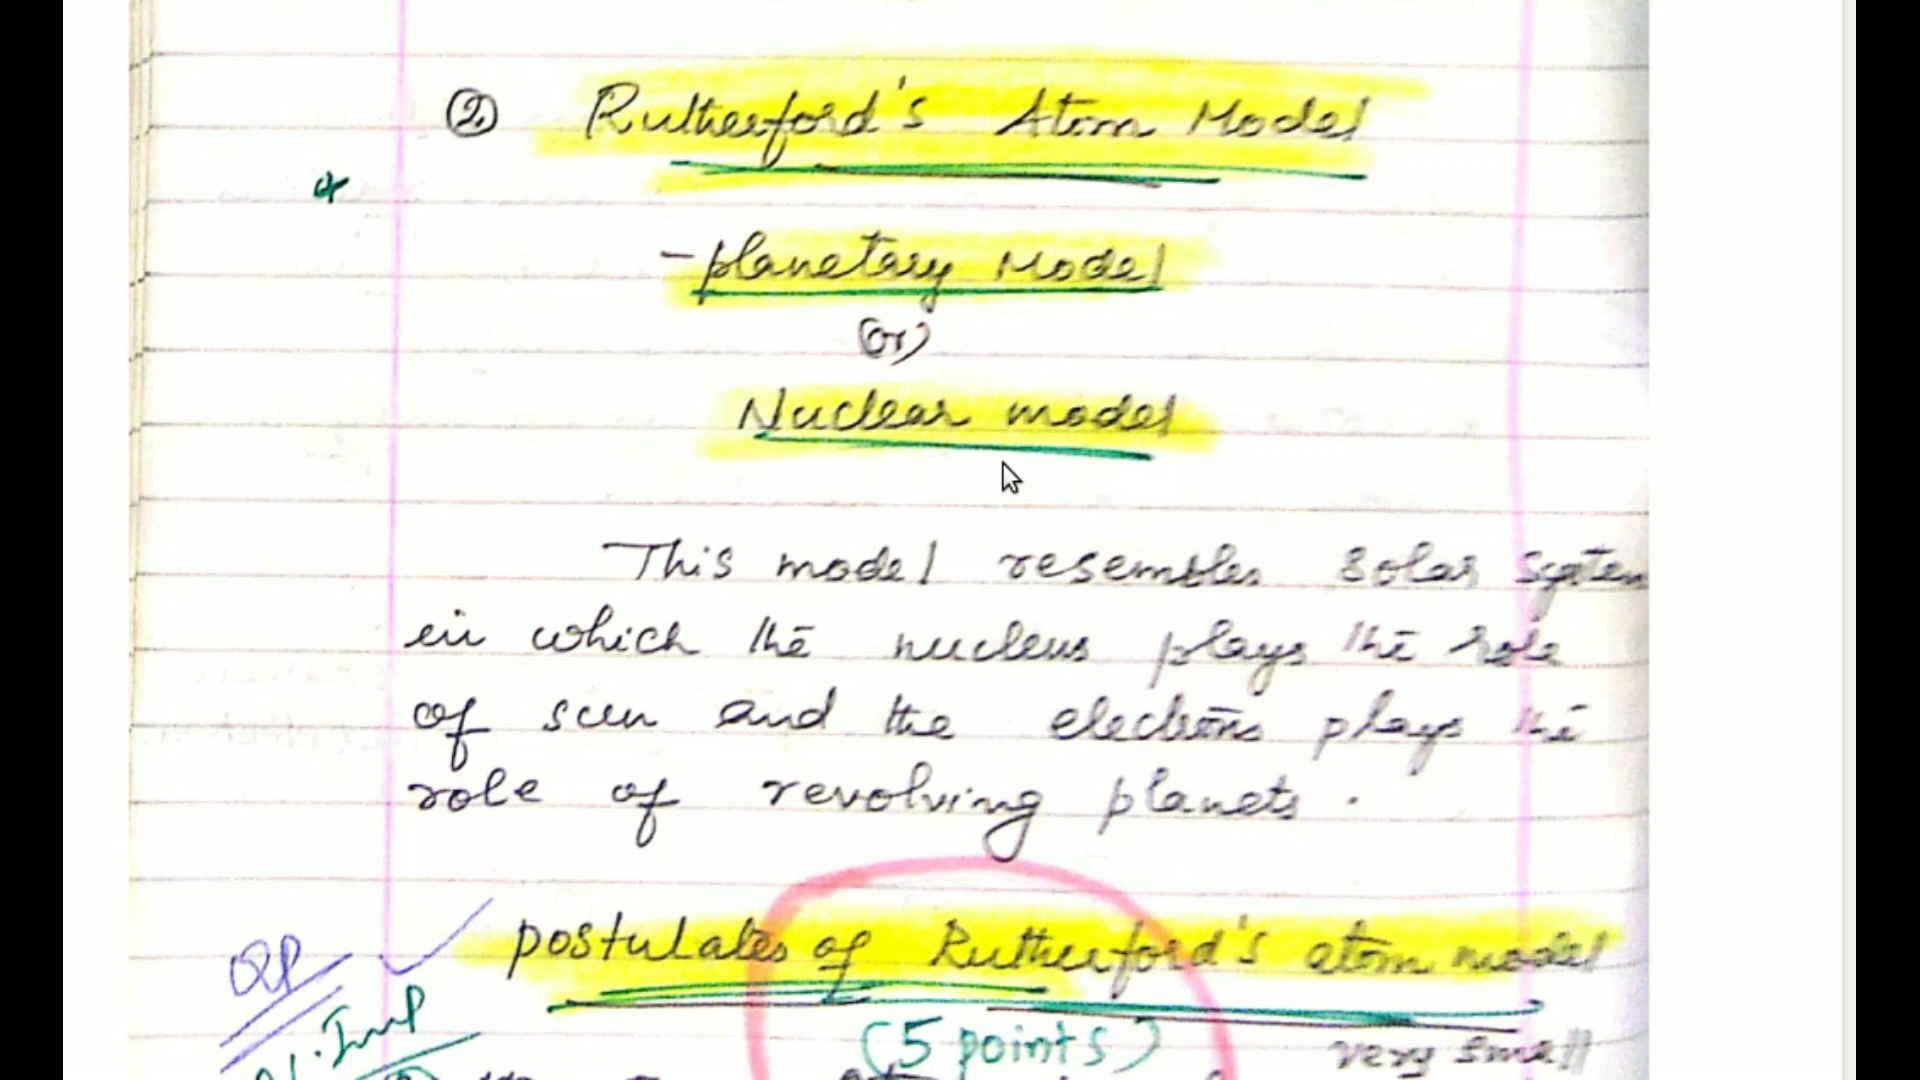 ② Rutherford's Atom Model
- planetary Model
(or)
Nuclear model
This model resembles solar system
in which the nucleus plays the role
of sun and the electrons plays the
role of revolving planets.
QP
Postulates of Rutherford's atom model
V.Imp
(5 points)
very small